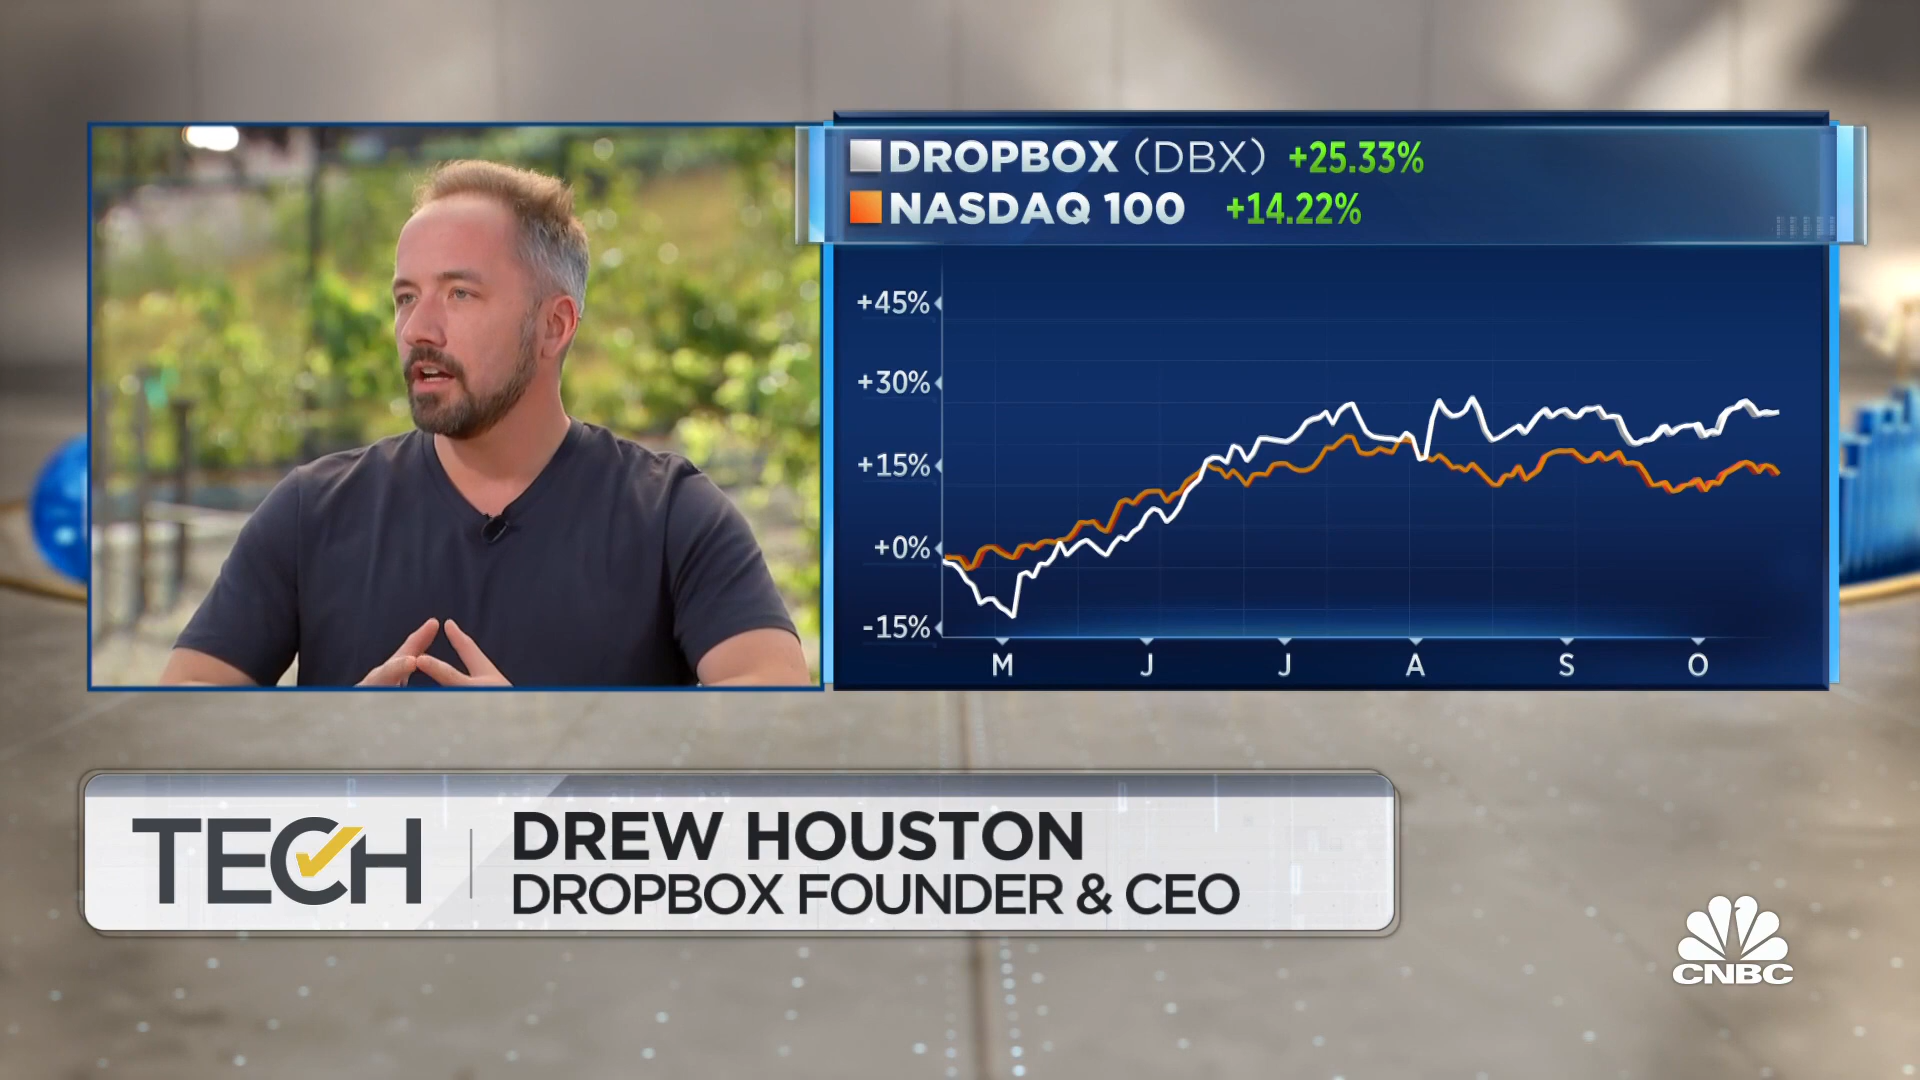 DROPBOX (DBX) +25.33%
NASDAQ 100 +14.22%
+45%
+30%
+15%
+0%
-15%
M J J A S O
TECH
DREW HOUSTON
DROPBOX FOUNDER & CEO
CNBC